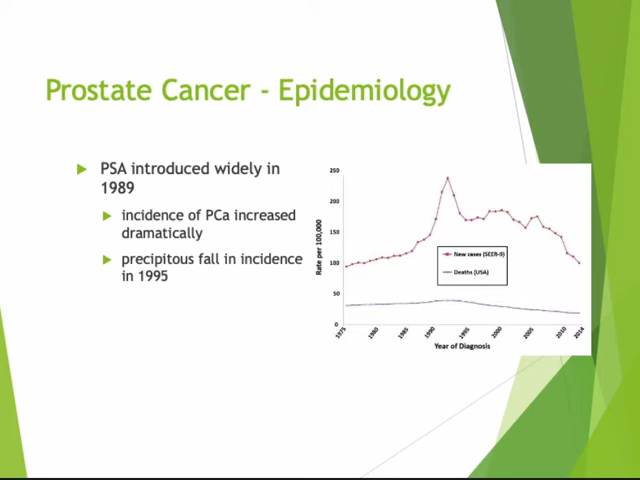 Prostate Cancer - Epidemiology
PSA introduced widely in
1989
incidence of PCa increased
dramatically
precipitous fall in incidence
in 1995
250
200
150
100
50
0
Rate per 100,000
New cases (SEER-9)
Deaths (USA)
1975
1980
1985
1990
1995
2000
2005
2010
2014
Year of Diagnosis